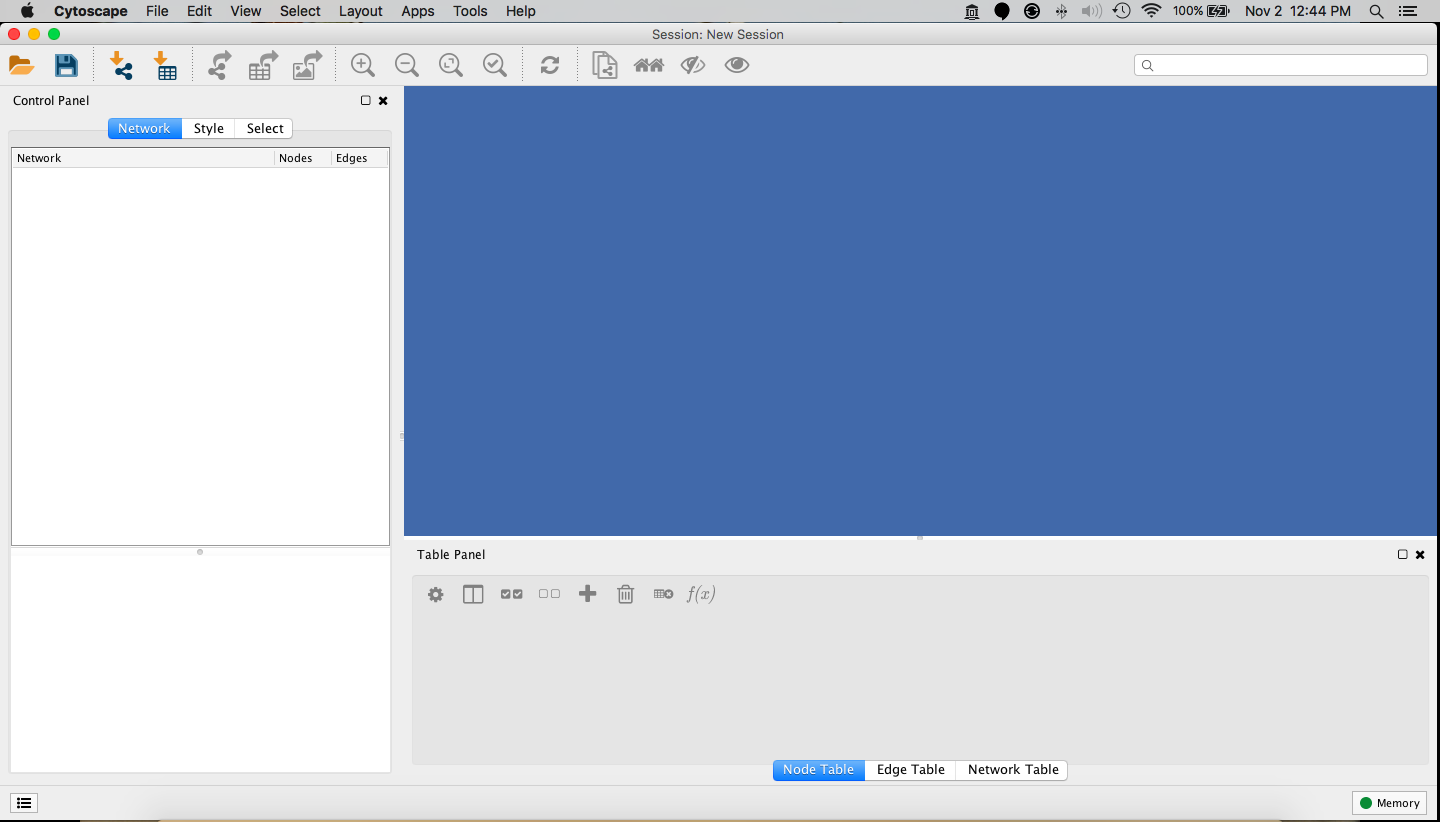 Cytoscape File Edit View Select Layout Apps Tools Help 100% Nov 2 12:44 PM
Session: New Session
Control Panel
Network Style Select
Network Nodes Edges
Table Panel
f(x)
Node Table Edge Table Network Table
Memory